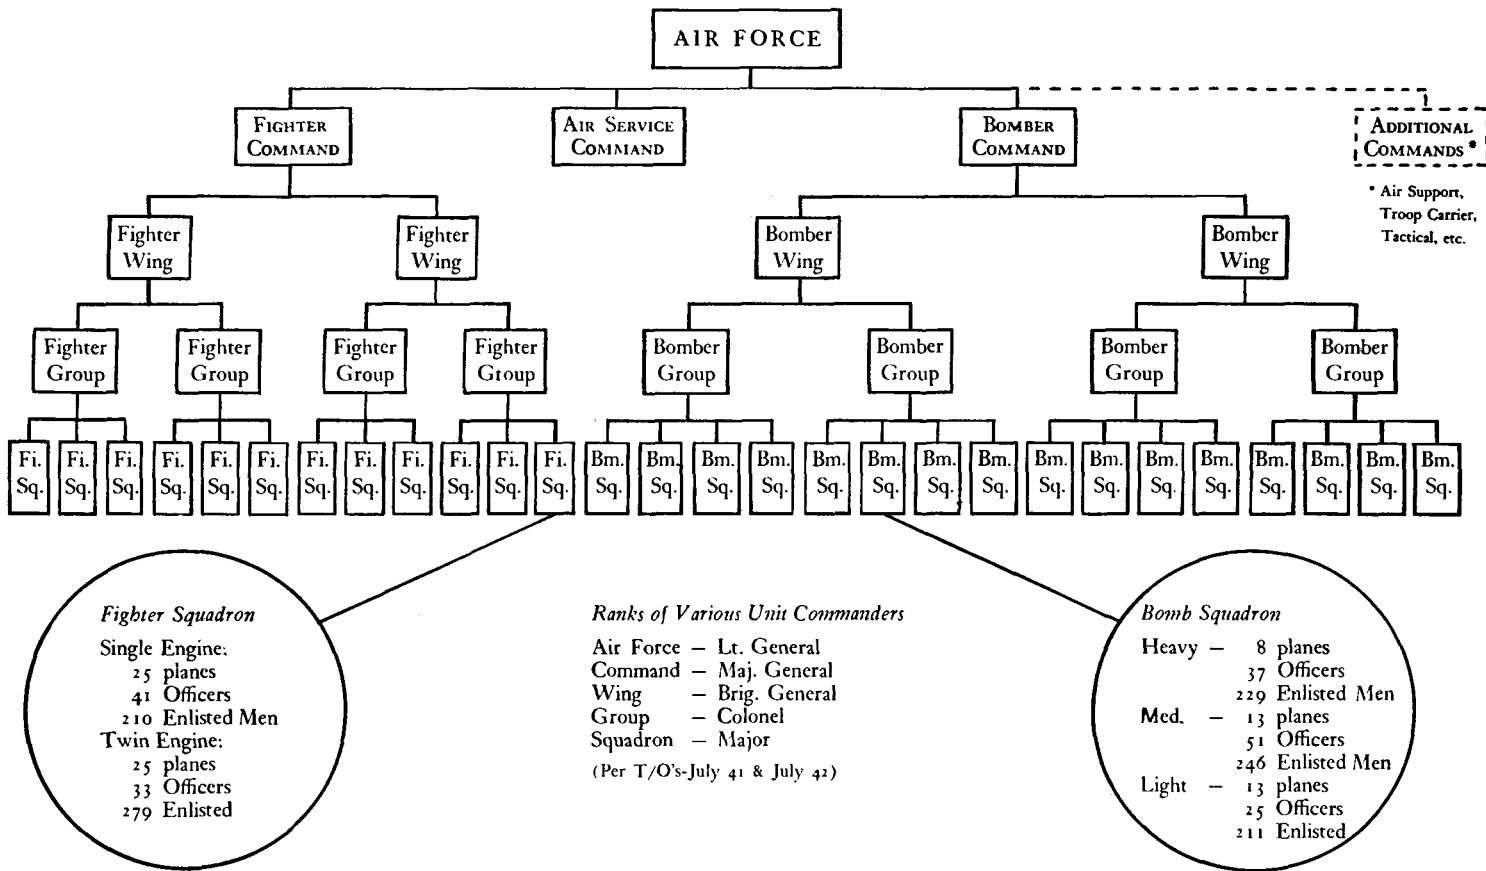 AIR FORCE
FIGHTER
COMMAND
AIR SERVICE
COMMAND
BOMBER
COMMAND
ADDITIONAL
COMMANDS *
* Air Support,
Troop Carrier,
Tactical, etc.
Fighter
Wing
Fighter
Wing
Bomber
Wing
Bomber
Wing
Fighter
Group
Fighter
Group
Fighter
Group
Fighter
Group
Bomber
Group
Bomber
Group
Bomber
Group
Bomber
Group
Fi. Fi. Fi. Fi. Fi. Fi. Fi. Fi. Fi. Fi. Fi. Fi. Bm. Bm. Bm. Bm. Bm. Bm. Bm. Bm. Bm. Bm. Bm. Bm. Bm. Bm. Bm. Bm.
Sq. Sq. Sq. Sq. Sq. Sq. Sq. Sq. Sq. Sq. Sq. Sq. Sq. Sq. Sq. Sq. Sq. Sq. Sq. Sq. Sq. Sq. Sq. Sq. Sq. Sq. Sq. Sq.
Fighter Squadron
Single Engine:
25 planes
41 Officers
210 Enlisted Men
Twin Engine:
25 planes
33 Officers
279 Enlisted
Ranks of Various Unit Commanders
Air Force – Lt. General
Command – Maj. General
Wing – Brig. General
Group – Colonel
Squadron – Major
(Per T/O's-July 41 & July 42)
Bomb Squadron
Heavy – 8 planes
37 Officers
229 Enlisted Men
Med. – 13 planes
51 Officers
246 Enlisted Men
Light – 13 planes
25 Officers
211 Enlisted